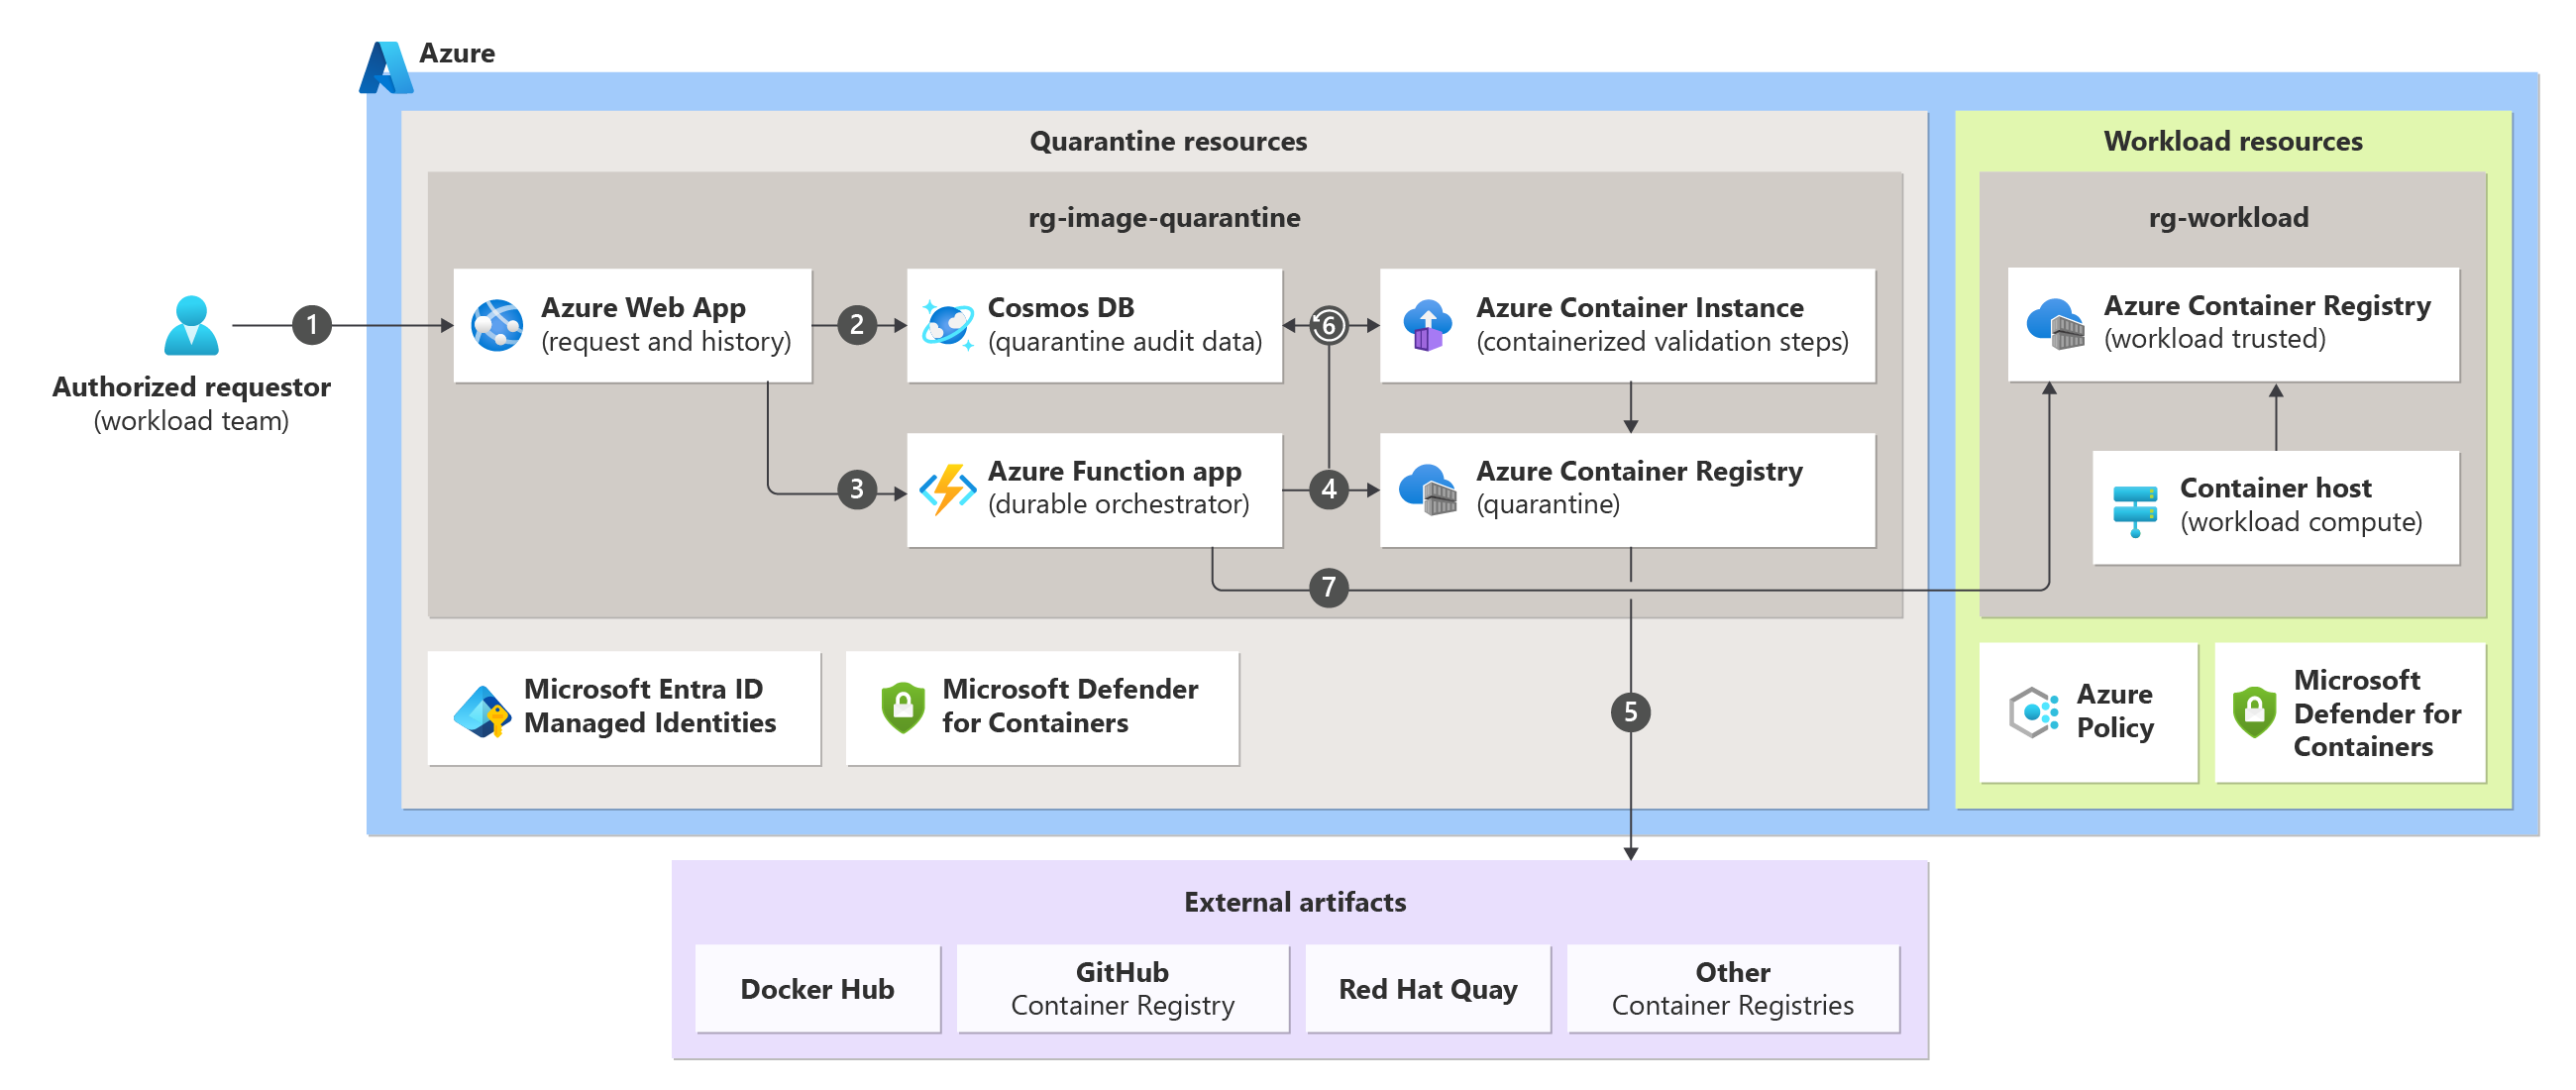 Azure
Quarantine resources
Workload resources
rg-image-quarantine
rg-workload
1
Authorized requestor
(workload team)
Azure Web App
(request and history)
2
Cosmos DB
(quarantine audit data)
6
Azure Container Instance
(containerized validation steps)
Azure Container Registry
(workload trusted)
3
Azure Function app
(durable orchestrator)
4
Azure Container Registry
(quarantine)
Container host
(workload compute)
7
Microsoft Entra ID
Managed Identities
Microsoft Defender
for Containers
5
Azure
Policy
Microsoft
Defender for
Containers
External artifacts
Docker Hub
GitHub
Container Registry
Red Hat Quay
Other
Container Registries